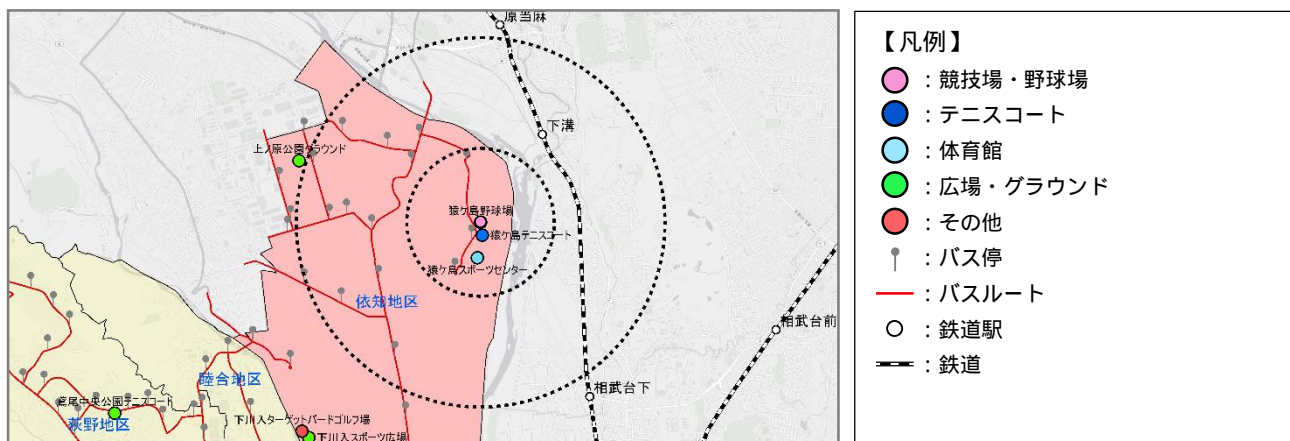 原当麻
下溝
上ノ原公園グラウンド
猿ケ島野球場
猿ケ島テニスコート
猿ケ島スポーツセンター
依知地区
相武台前
相武台下
睦合地区
鳶尾中央公園テニスコート
荻野地区
下川入ターゲットバードゴルフ場
下川入スポーツ広場
【凡例】
：競技場・野球場
：テニスコート
：体育館
：広場・グラウンド
：その他
：バス停
：バスルート
：鉄道駅
：鉄道